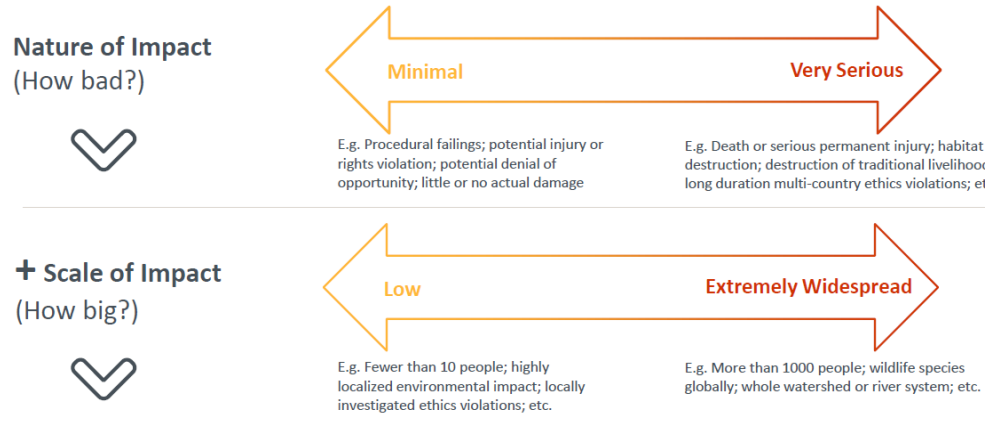 Nature of Impact
(How bad?)
Minimal
Very Serious
E.g. Procedural failings; potential injury or
rights violation; potential denial of
opportunity; little or no actual damage
E.g. Death or serious permanent injury; habitat
destruction; destruction of traditional
long duration multi-country ethics violations;
+ Scale of Impact
(How big?)
Low
Extremely Widespread
E.g. Fewer than 10 people; highly
localized environmental impact; locally
investigated ethics violations; etc.
E.g. More than 1000 people; wildlife species
globally; whole watershed or river system; etc.